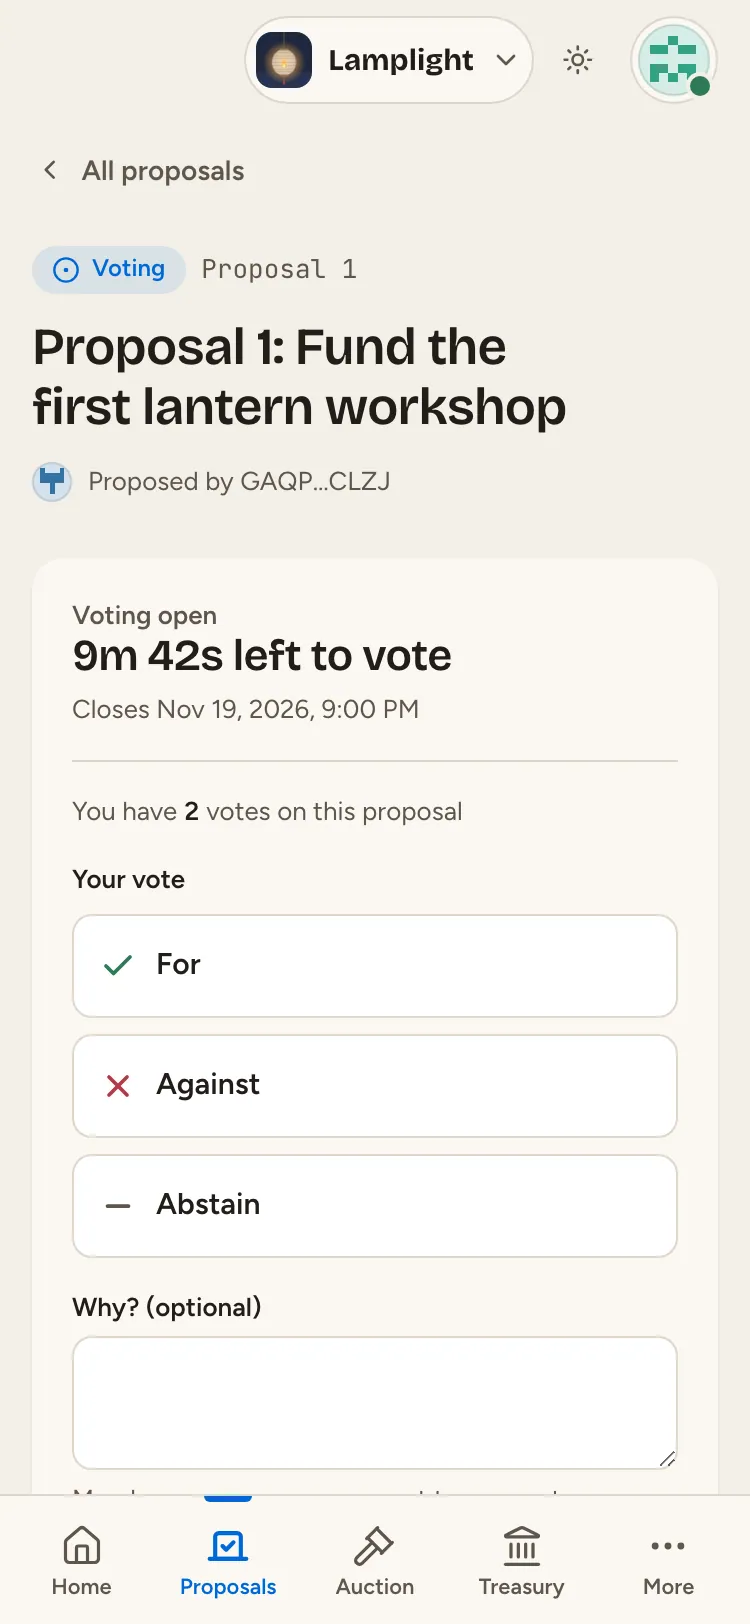 Lamplight
All proposals
Voting Proposal 1
Proposal 1: Fund the
first lantern workshop
Proposed by GAQP...CLZJ
Voting open
9m 42s left to vote
Closes Nov 19, 2026, 9:00 PM
You have 2 votes on this proposal
Your vote
For
Against
Abstain
Why? (optional)
Home Proposals Auction Treasury More